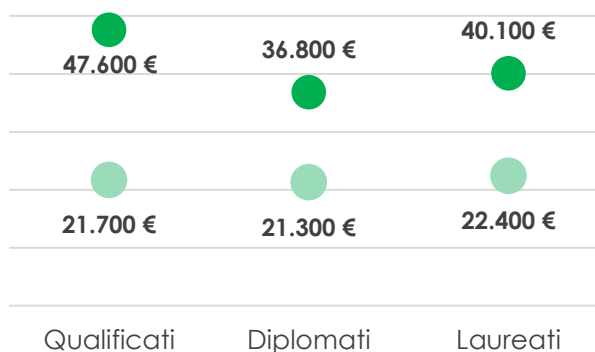 40.100 €
36.800 €
47.600 €
21.700 €
21.300 €
22.400 €
Qualificati
Diplomati
Laureati